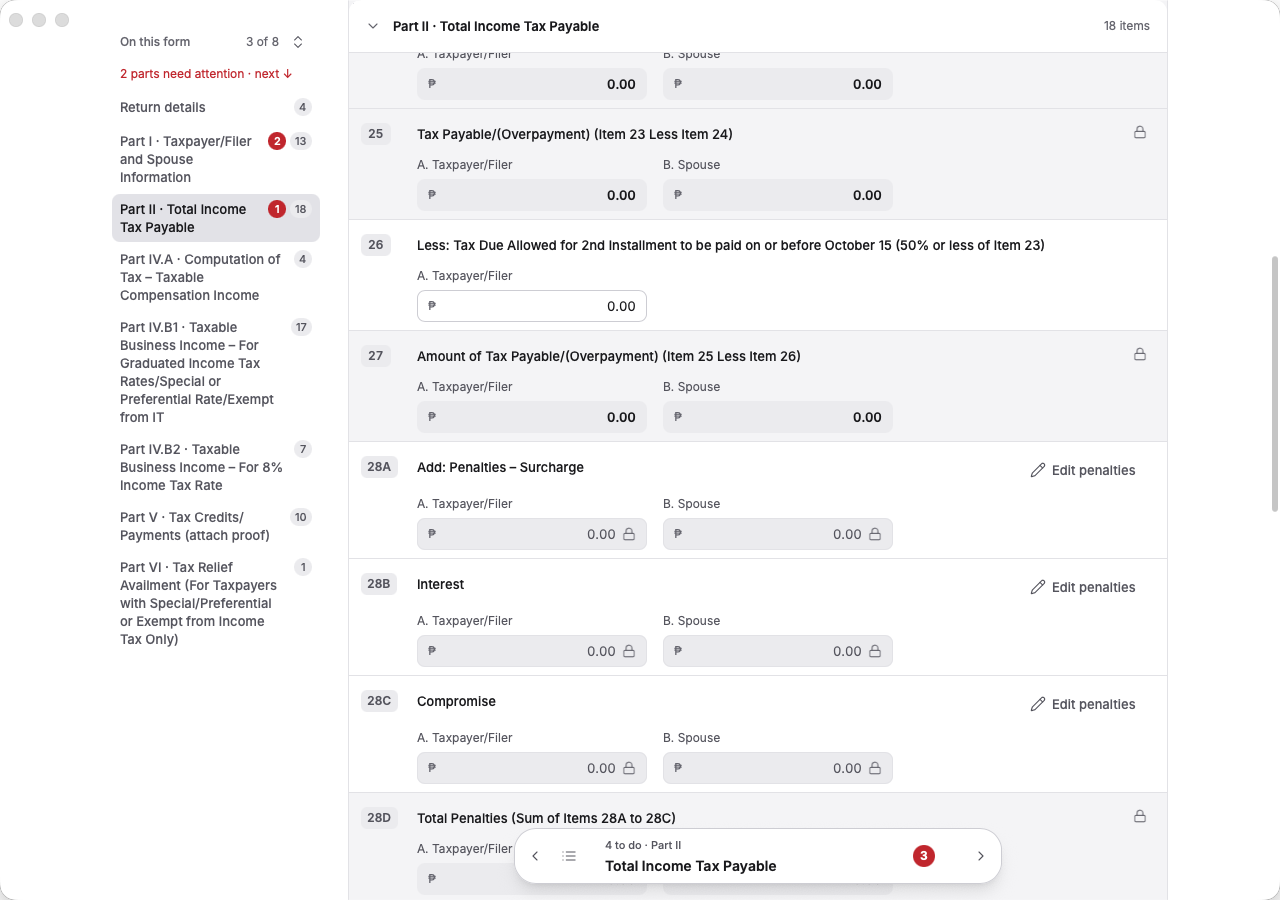 On this form
3 of 8
2 parts need attention · next ↓
Return details
4
Part I · Taxpayer/Filer
and Spouse
Information
2
13
Part II · Total Income
Tax Payable
1
18
Part IV.A · Computation of
Tax – Taxable
Compensation Income
4
Part IV.B1 · Taxable
Business Income – For
Graduated Income Tax
Rates/Special or
Preferential Rate/Exempt
from IT
17
Part IV.B2 · Taxable
Business Income – For 8%
Income Tax Rate
7
Part V · Tax Credits/
Payments (attach proof)
10
Part VI · Tax Relief
Availment (For Taxpayers
with Special/Preferential
or Exempt from Income
Tax Only)
1
Part II · Total Income Tax Payable
18 items
A. Taxpayer/Filer
B. Spouse
₱ 0.00
₱ 0.00
25
Tax Payable/(Overpayment) (Item 23 Less Item 24)
A. Taxpayer/Filer
B. Spouse
₱ 0.00
₱ 0.00
26
Less: Tax Due Allowed for 2nd Installment to be paid on or before October 15 (50% or less of Item 23)
A. Taxpayer/Filer
₱ 0.00
27
Amount of Tax Payable/(Overpayment) (Item 25 Less Item 26)
A. Taxpayer/Filer
B. Spouse
₱ 0.00
₱ 0.00
28A
Add: Penalties – Surcharge
Edit penalties
A. Taxpayer/Filer
B. Spouse
₱ 0.00
₱ 0.00
28B
Interest
Edit penalties
A. Taxpayer/Filer
B. Spouse
₱ 0.00
₱ 0.00
28C
Compromise
Edit penalties
A. Taxpayer/Filer
B. Spouse
₱ 0.00
₱ 0.00
28D
Total Penalties (Sum of Items 28A to 28C)
A. Taxpayer/Filer
₱
4 to do · Part II
Total Income Tax Payable
3